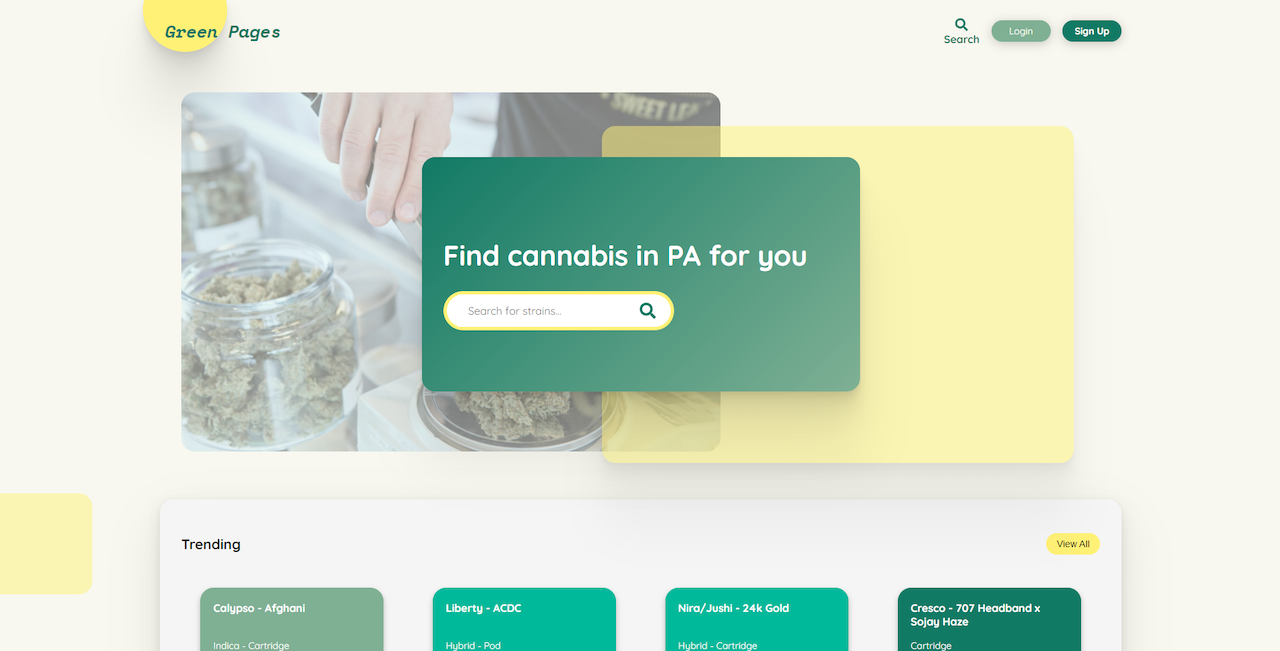 Green Pages
Search
Login
Sign Up
SWEET
Find cannabis in PA for you
Search for strains...
Trending
View All
Calypso - Afghani
Indica - Cartridge
Liberty - ACDC
Hybrid - Pod
Nira/Jushi - 24k Gold
Hybrid - Cartridge
Cresco - 707 Headband x
Sojay Haze
Cartridge